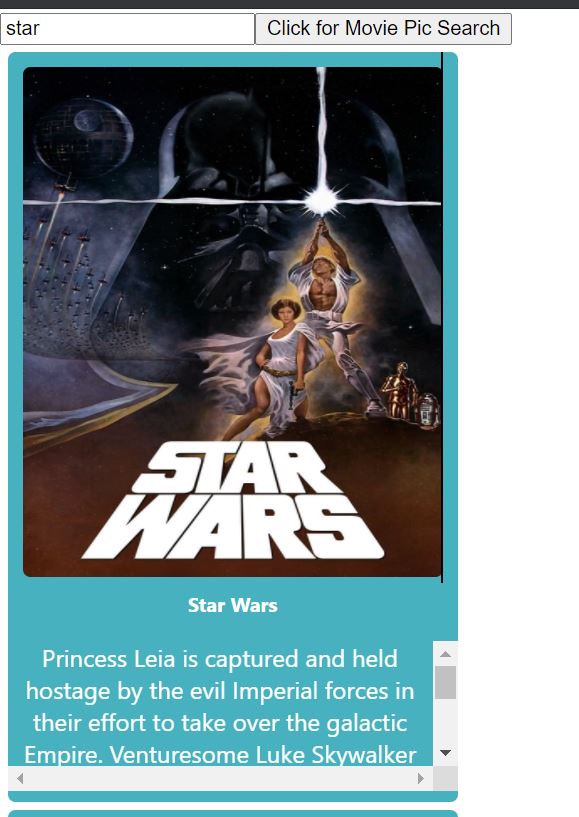 star
Click for Movie Pic Search
STAR
WARS
Star Wars
Princess Leia is captured and held
hostage by the evil Imperial forces in
their effort to take over the galactic
Empire. Venturesome Luke Skywalker